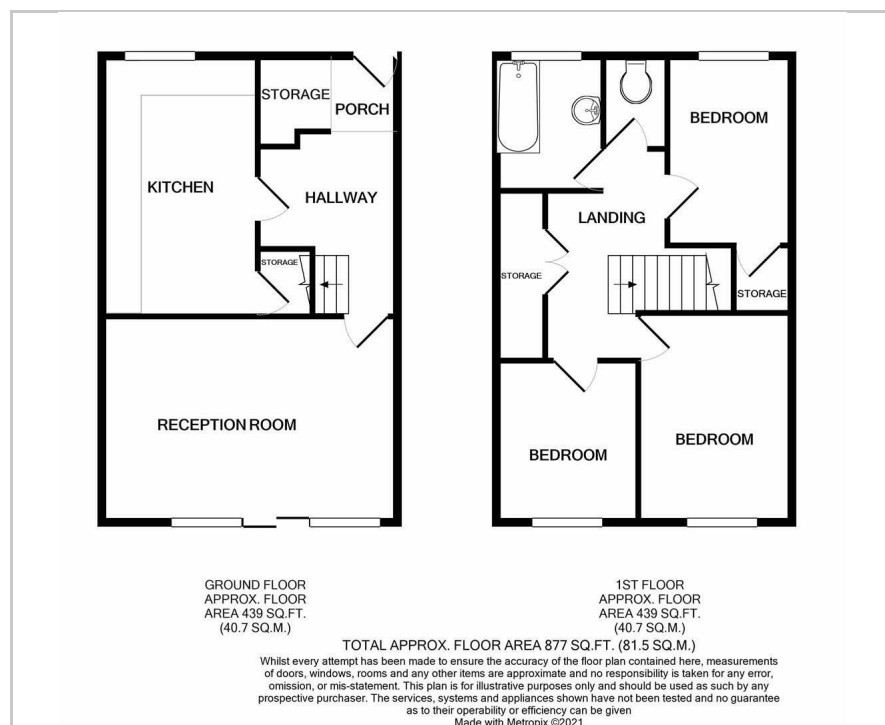 STORAGE
PORCH
KITCHEN
HALLWAY
STORAGE
RECEPTION ROOM
BEDROOM
LANDING
STORAGE
STORAGE
BEDROOM
BEDROOM
GROUND FLOOR
APPROX. FLOOR
AREA 439 SQ.FT.
(40.7 SQ.M.)
1ST FLOOR
APPROX. FLOOR
AREA 439 SQ.FT.
(40.7 SQ.M.)
TOTAL APPROX. FLOOR AREA 877 SQ.FT. (81.5 SQ.M.)
Whilst every attempt has been made to ensure the accuracy of the floor plan contained here, measurements
of doors, windows, rooms and any other items are approximate and no responsibility is taken for any error,
omission, or mis-statement. This plan is for illustrative purposes only and should be used as such by any
prospective purchaser. The services, systems and appliances shown have not been tested and no guarantee
as to their operability or efficiency can be given
Made with Metropix ©2021